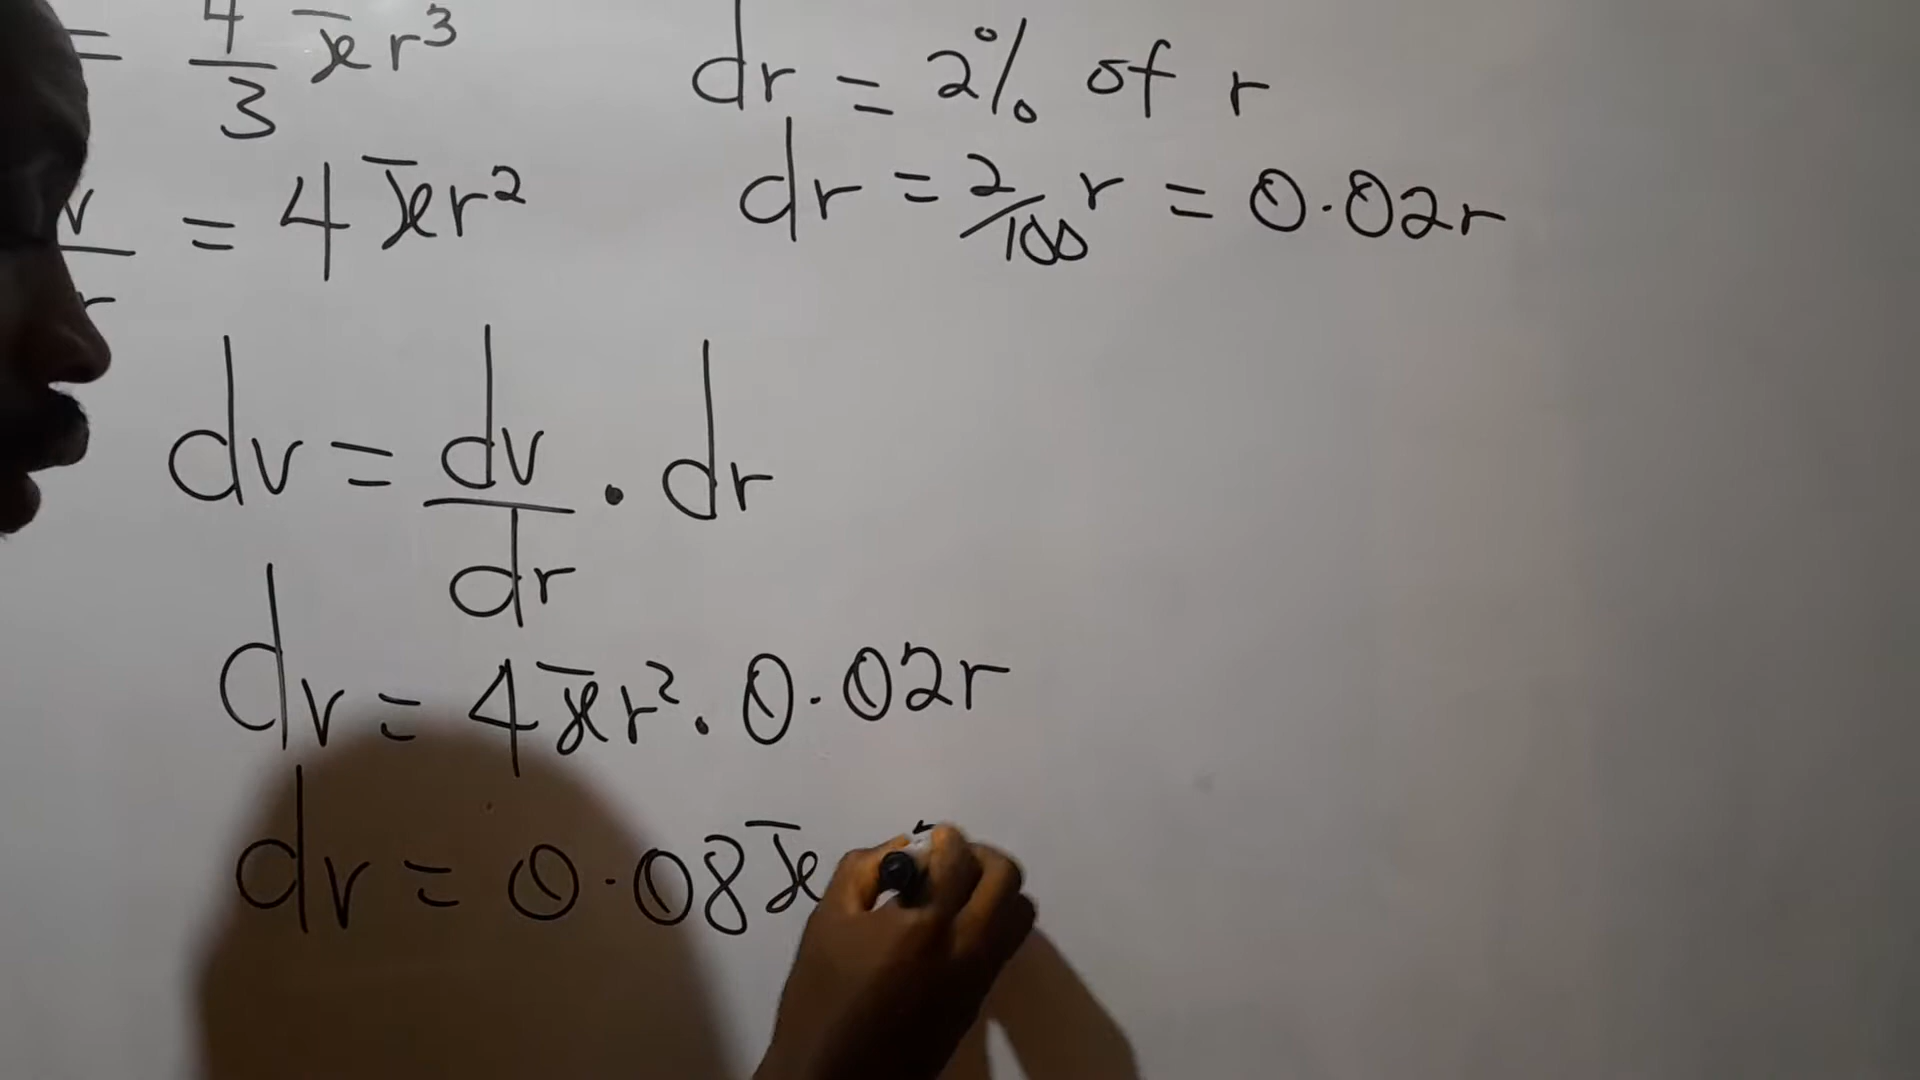 = 4/3 πr³
dr = 2% of r
v/r = 4πr²
dr = 2/100 r = 0.02r
dv = dv/dr . dr
dv = 4πr² . 0.02r
dv = 0.08π